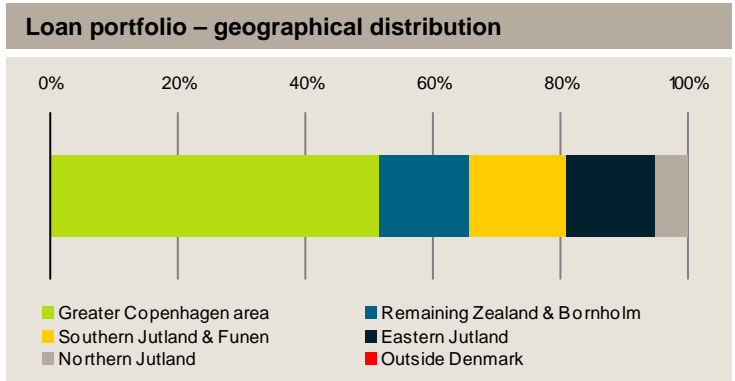 Loan portfolio – geographical distribution
0% 20% 40% 60% 80% 100%
Greater Copenhagen area Remaining Zealand & Bornholm
Southern Jutland & Funen Eastern Jutland
Northern Jutland Outside Denmark